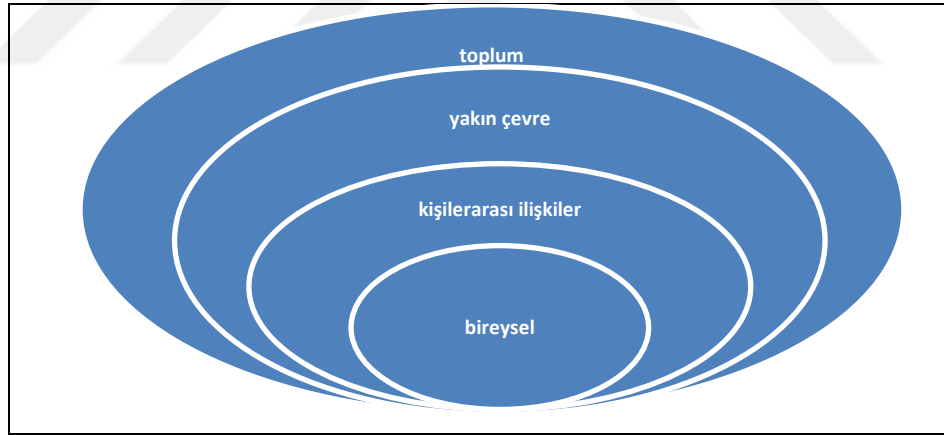 toplum
yakın çevre
kişilerarası ilişkiler
bireysel